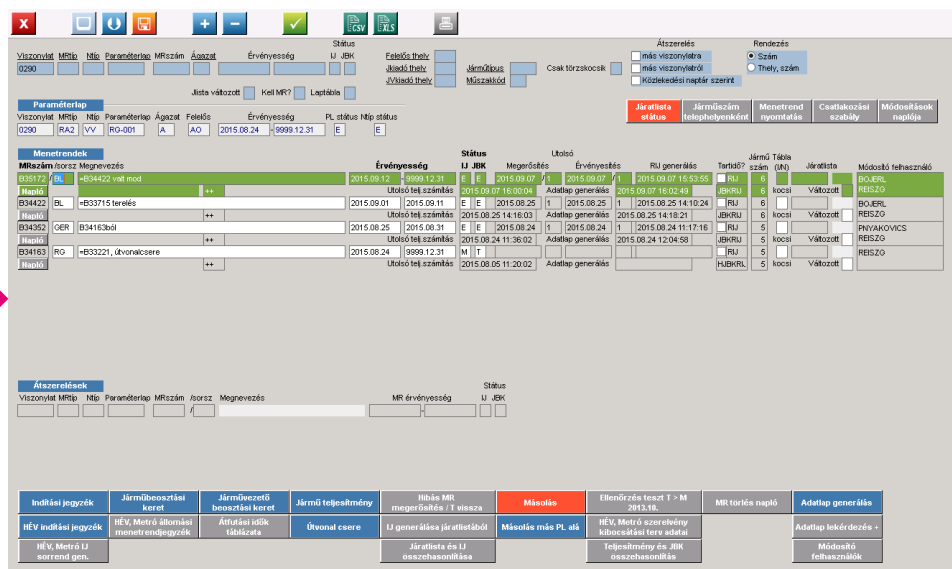 x CSV XLS
Státus Átszerelés Rendezés
Viszonylat MRtip Ntip Paraméterlap MRszám Ágazat Érvényesség IJ JBK Felelős thely más viszonylatra Szám
0290 Jkiadó thely Járműtípus Csak törzskocsik más viszonylatról Thely, szám
JVkiadó thely Műszakkód Közlekedési naptár szerint
Jlista változott Kell MR? Laptábla
Paraméterlap
Járatlista státus Járműszám telephelyenként Menetrend nyomtatás Csatlakozási szabály Módosítások naplója
Viszonylat MRtip Ntip Paraméterlap Ágazat Felelős Érvényesség PL státus Ntip státus
0290 RA2 VV RG-001 A AO 2015.08.24 - 9999.12.31 E E
Menetrendek Státus Utolsó
MRszám /sorsz Megnevezés Érvényesség IJ JBK Megerősítés / Érvényesítés RIJ generálás Tartidő? Jármű szám Tábla (I/N) Járatlista Módosító felhasználó
B35172 / BL =B34422 valt mod 2015.09.12 - 9999.12.31 E E 2015.09.07 / 1 2015.09.07 / 1 2015.09.07 15:53:55 RIJ 6 BOJERL
Napló ++ Utolsó telj.számítás 2015.09.07 16:00:04 Adatlap generálás 2015.09.07 16:02:49 JBKRIJ 6 kocsi Változott REISZG
B34422 BL =B33715 terelés 2015.09.01 2015.09.11 E E 2015.08.25 1 2015.08.25 1 2015.08.25 14:10:24 RIJ 6 BOJERL
Napló ++ Utolsó telj.számítás 2015.08.25 14:16:03 Adatlap generálás 2015.08.25 14:18:21 JBKRIJ 6 kocsi Változott REISZG
B34352 GER B34163ból 2015.08.25 2015.08.31 E E 2015.08.24 1 2015.08.24 1 2015.08.24 11:17:16 RIJ 5 PNYAKOVICS
Napló ++ Utolsó telj.számítás 2015.08.24 11:36:02 Adatlap generálás 2015.08.24 12:04:58 JBKRIJ 5 kocsi Változott REISZG
B34163 RG =B33221, útvonalcsere 2015.08.24 9999.12.31 M T RIJ 5 REISZG
Napló ++ Utolsó telj.számítás 2015.08.05 11:20:02 Adatlap generálás HJBKRIJ 5 kocsi Változott
Átszerelések Státus
Viszonylat MRtip Ntip Paraméterlap MRszám /sorsz Megnevezés MR érvényesség IJ JBK
/ -
Indítási jegyzék Járműbeosztási keret Járművezető beosztási keret Jármű teljesítmény Hibás MR megerősítés / T vissza Másolás Ellenőrzés teszt T > M 2013.10. MR törlés napló Adatlap generálás
HÉV indítási jegyzék HÉV, Metró állomási menetrendjegyzék Átfutási idők táblázata Útvonal csere IJ generálása járatlistából Másolás más PL alá HÉV, Metró szerelvény kibocsátási terv adatai Adatlap lekérdezés +
HÉV, Metró IJ sorrend gen. Járatlista és IJ összehasonlítása Teljesítmény és JBK összehasonlítás Módosító felhasználók